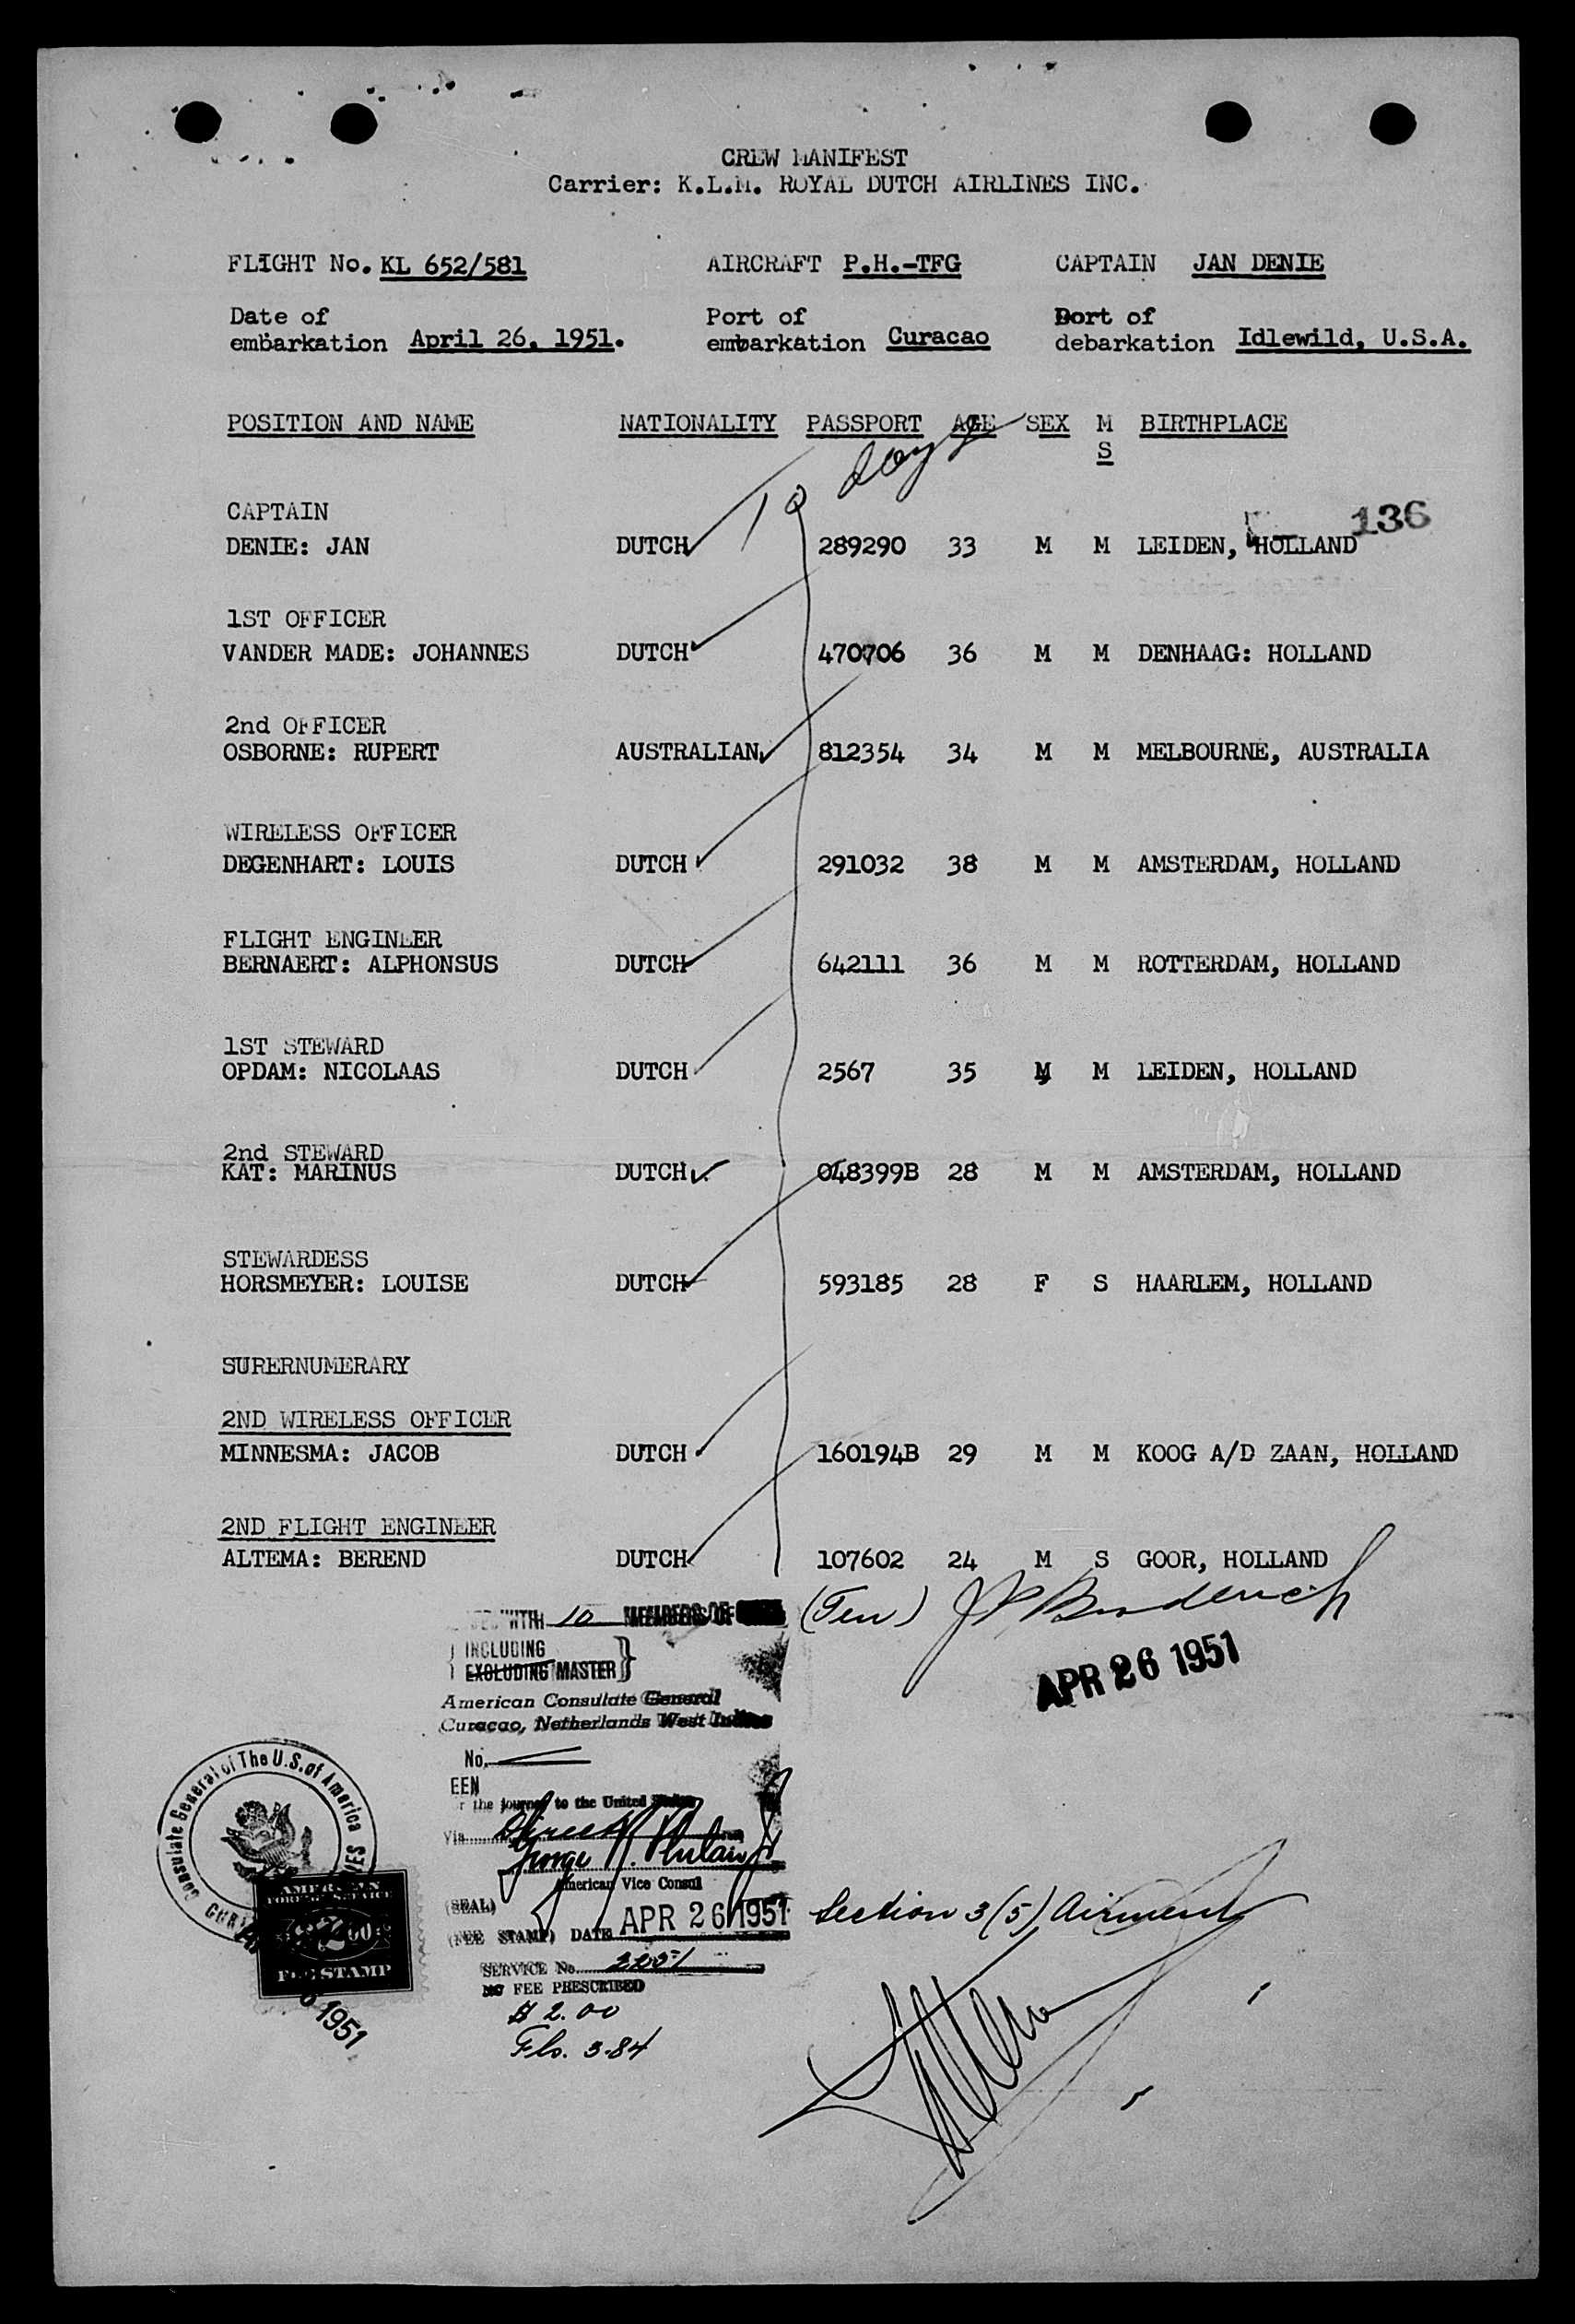 CREW MANIFEST
Carrier: K.L.M. ROYAL DUTCH AIRLINES INC.
FLIGHT No. KL 652/581 AIRCRAFT P.H.-TFG CAPTAIN JAN DENIE
Date of Port of Port of
embarkation April 26, 1951. embarkation Curacao debarkation Idlewild, U.S.A.
POSITION AND NAME NATIONALITY PASSPORT AGE SEX M BIRTHPLACE
S
days
CAPTAIN
136
DENIE: JAN DUTCH 289290 33 M M LEIDEN, HOLLAND
1ST OFFICER
VANDER MADE: JOHANNES DUTCH 470706 36 M M DENHAAG: HOLLAND
2nd OFFICER
OSBORNE: RUPERT AUSTRALIAN 812354 34 M M MELBOURNE, AUSTRALIA
WIRELESS OFFICER
DEGENHART: LOUIS DUTCH 291032 38 M M AMSTERDAM, HOLLAND
FLIGHT ENGINEER
BERNAERT: ALPHONSUS DUTCH 642111 36 M M ROTTERDAM, HOLLAND
1ST STEWARD
OPDAM: NICOLAAS DUTCH 2567 35 M M LEIDEN, HOLLAND
2nd STEWARD
KAT: MARINUS DUTCH 048399B 28 M M AMSTERDAM, HOLLAND
STEWARDESS
HORSMEYER: LOUISE DUTCH 593185 28 F S HAARLEM, HOLLAND
SURERNUMERARY
2ND WIRELESS OFFICER
MINNESMA: JACOB DUTCH 160194B 29 M M KOOG A/D ZAAN, HOLLAND
2ND FLIGHT ENGINEER
ALTEMA: BEREND DUTCH 107602 24 M S GOOR, HOLLAND
WITH 10 MEMBERS OF (Ten)
INCLUDING
EXCLUDING MASTER
APR 26 1951
American Consulate General
Curacao, Netherlands West Indies
No.
EEN
the journey to the United States
Via Direct
George
American Vice Consul
(SEAL)
(FEE STAMP) DATE APR 26 1951 Section 3(5) Airment
SERVICE No. 2201
NO FEE PRESCRIBED
$ 2.00
Fls. 3.84
Consulate General of The U.S. of America
AMERICAN
FOREIGN SERVICE
FEE STAMP
1951